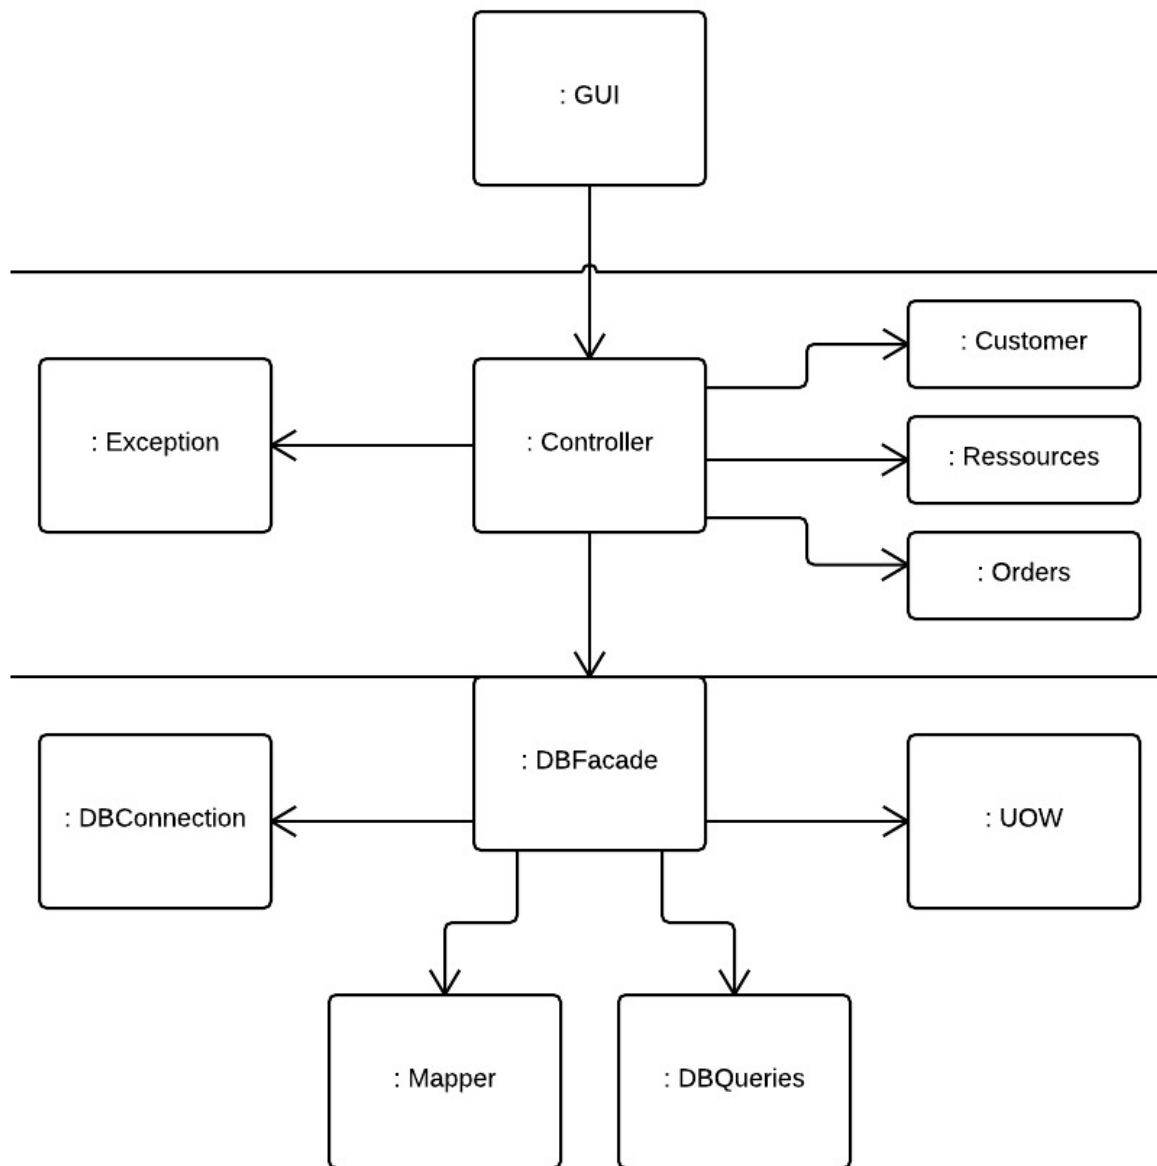 : GUI
: Customer
: Exception
: Controller
: Ressources
: Orders
: DBFacade
: DBConnection
: UOW
: Mapper
: DBQueries